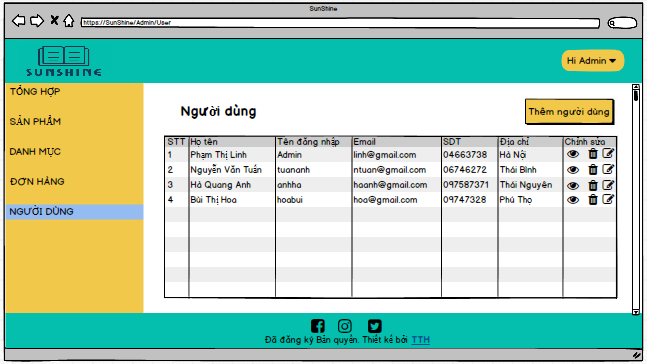 SunShine
https://SunShine/Admin/User
SUNSHINE
Hi Admin
TỔNG HỢP
SẢN PHẨM
DANH MỤC
ĐƠN HÀNG
NGƯỜI DÙNG
Người dùng
Thêm người dùng
STT Họ tên Tên đăng nhập Email SDT Địa chỉ Chỉnh sửa
1 Phạm Thị Linh Admin linh@gmail.com 04663738 Hà Nội
2 Nguyễn Văn Tuấn tuananh ntuan@gmail.com 06746272 Thái Bình
3 Hà Quang Anh anhha haanh@gmail.com 097587371 Thái Nguyên
4 Bùi Thị Hoa hoabui hoa@gmail.com 09747328 Phú Thọ
Đã đăng ký Bản quyền. Thiết kế bởi TTH